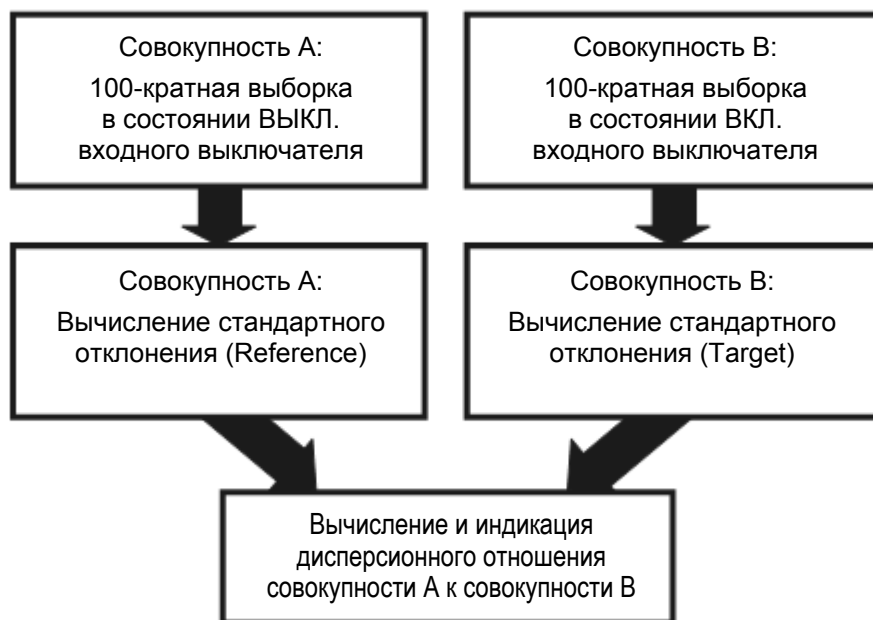 Совокупность А:
100-кратная выборка
в состоянии ВЫКЛ.
входного выключателя
Совокупность В:
100-кратная выборка
в состоянии ВКЛ.
входного выключателя
Совокупность А:
Вычисление стандартного
отклонения (Reference)
Совокупность В:
Вычисление стандартного
отклонения (Target)
Вычисление и индикация
дисперсионного отношения
совокупности А к совокупности В